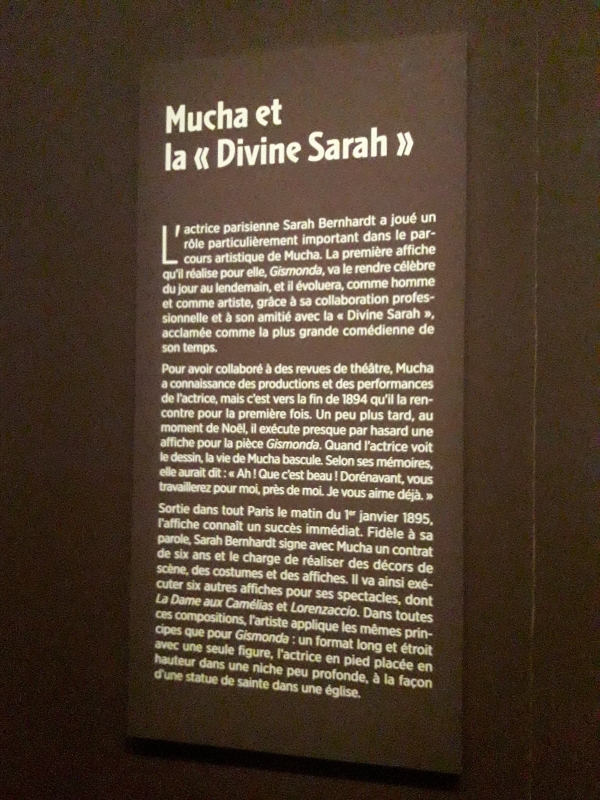 Mucha et
la « Divine Sarah »
L'actrice parisienne Sarah Bernhardt a joué un
rôle particulièrement important dans le par-
cours artistique de Mucha. La première affiche
qu'il réalise pour elle, Gismonda, va le rendre célèbre
du jour au lendemain, et il évoluera, comme homme
et comme artiste, grâce à sa collaboration profes-
sionnelle et à son amitié avec la « Divine Sarah »,
acclamée comme la plus grande comédienne de
son temps.
Pour avoir collaboré à des revues de théâtre, Mucha
a connaissance des productions et des performances
de l'actrice, mais c'est vers la fin de 1894 qu'il la ren-
contre pour la première fois. Un peu plus tard, au
moment de Noël, il exécute presque par hasard une
affiche pour la pièce Gismonda. Quand l'actrice voit
le dessin, la vie de Mucha bascule. Selon ses mémoires,
elle aurait dit : « Ah ! Que c'est beau ! Dorénavant, vous
travaillerez pour moi, près de moi. Je vous aime déjà. »
Sortie dans tout Paris le matin du 1er janvier 1895,
l'affiche connaît un succès immédiat. Fidèle à sa
parole, Sarah Bernhardt signe avec Mucha un contrat
de six ans et le charge de réaliser des décors de
scène, des costumes et des affiches. Il va ainsi exé-
cuter six autres affiches pour ses spectacles, dont
La Dame aux Camélias et Lorenzaccio. Dans toutes
ces compositions, l'artiste applique les mêmes prin-
cipes que pour Gismonda : un format long et étroit
avec une seule figure, l'actrice en pied placée en
hauteur dans une niche peu profonde, à la façon
d'une statue de sainte dans une église.